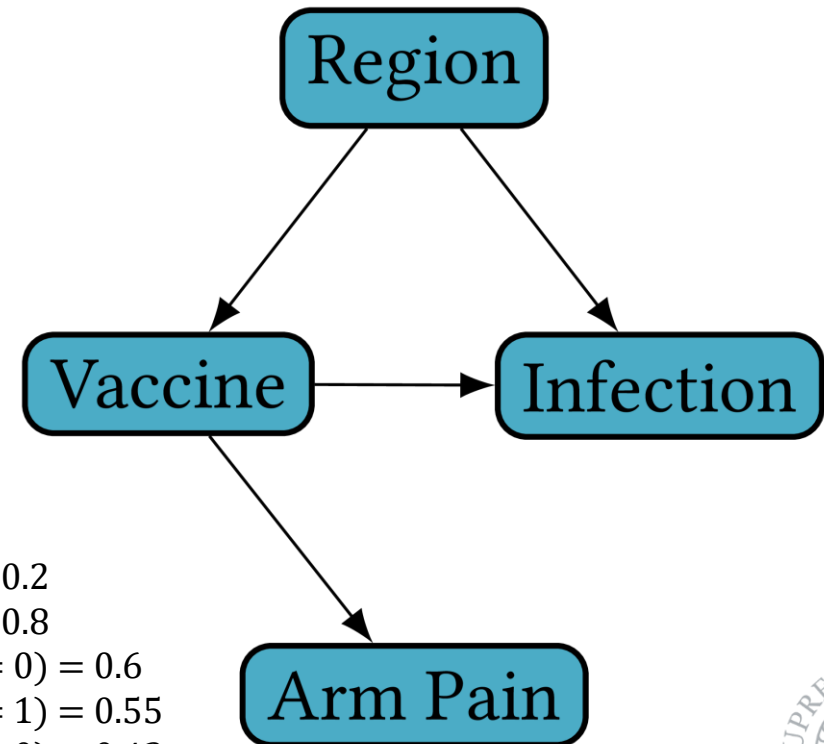 Region
Vaccine
Infection
0.2
0.8
0) = 0.6
= 1) = 0.55
Arm Pain